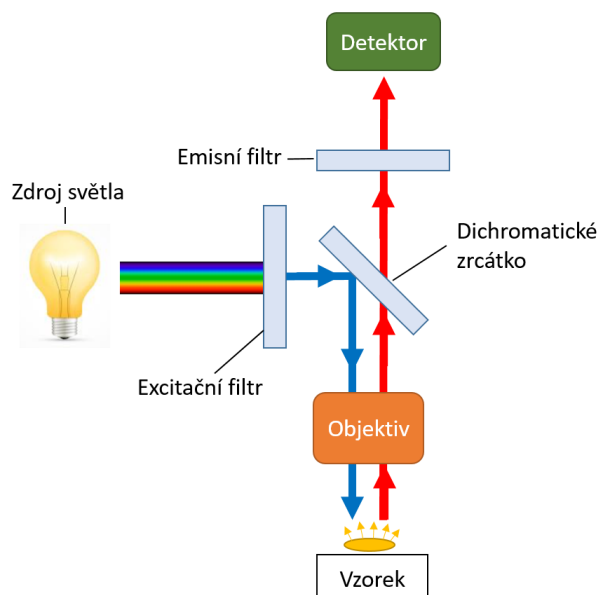 Detektor
Emisní filtr
Zdroj světla
Dichromatické
zrcátko
Excitační filtr
Objektiv
Vzorek